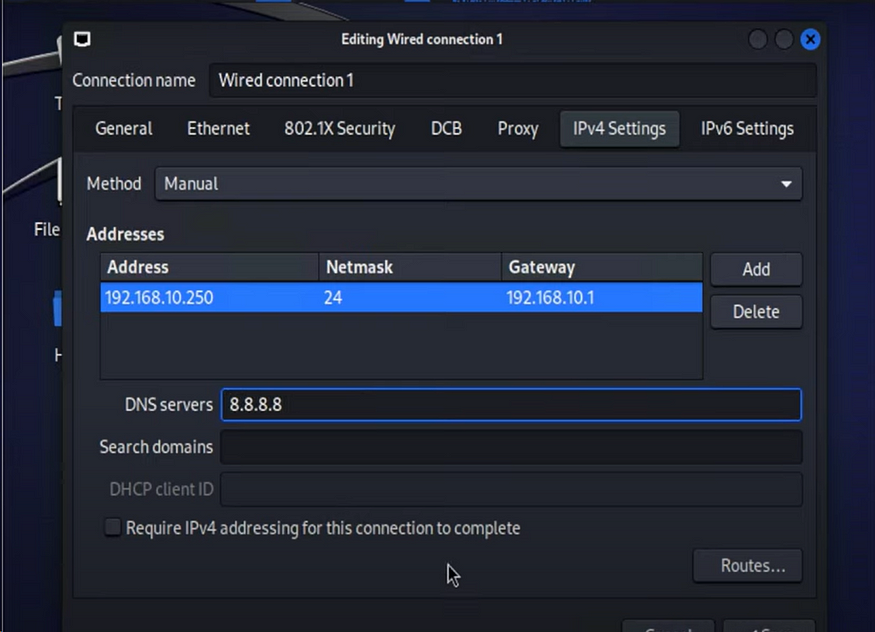 Editing Wired connection 1
Connection name Wired connection 1
General Ethernet 802.1X Security DCB Proxy IPv4 Settings IPv6 Settings
Method Manual
File
Addresses
Address Netmask Gateway
Add
192.168.10.250 24 192.168.10.1
Delete
DNS servers 8.8.8.8
Search domains
DHCP client ID
Require IPv4 addressing for this connection to complete
Routes...